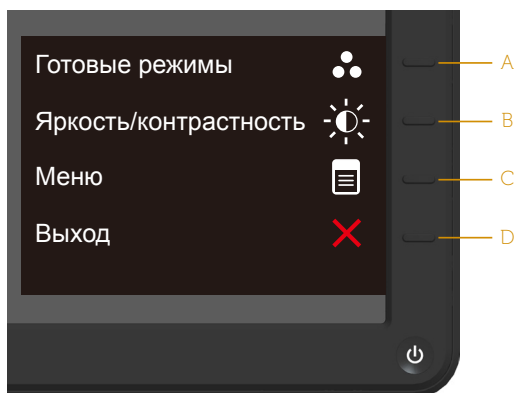 Готовые режимы
A
Яркость/контрастность
B
Меню
C
Выход
D